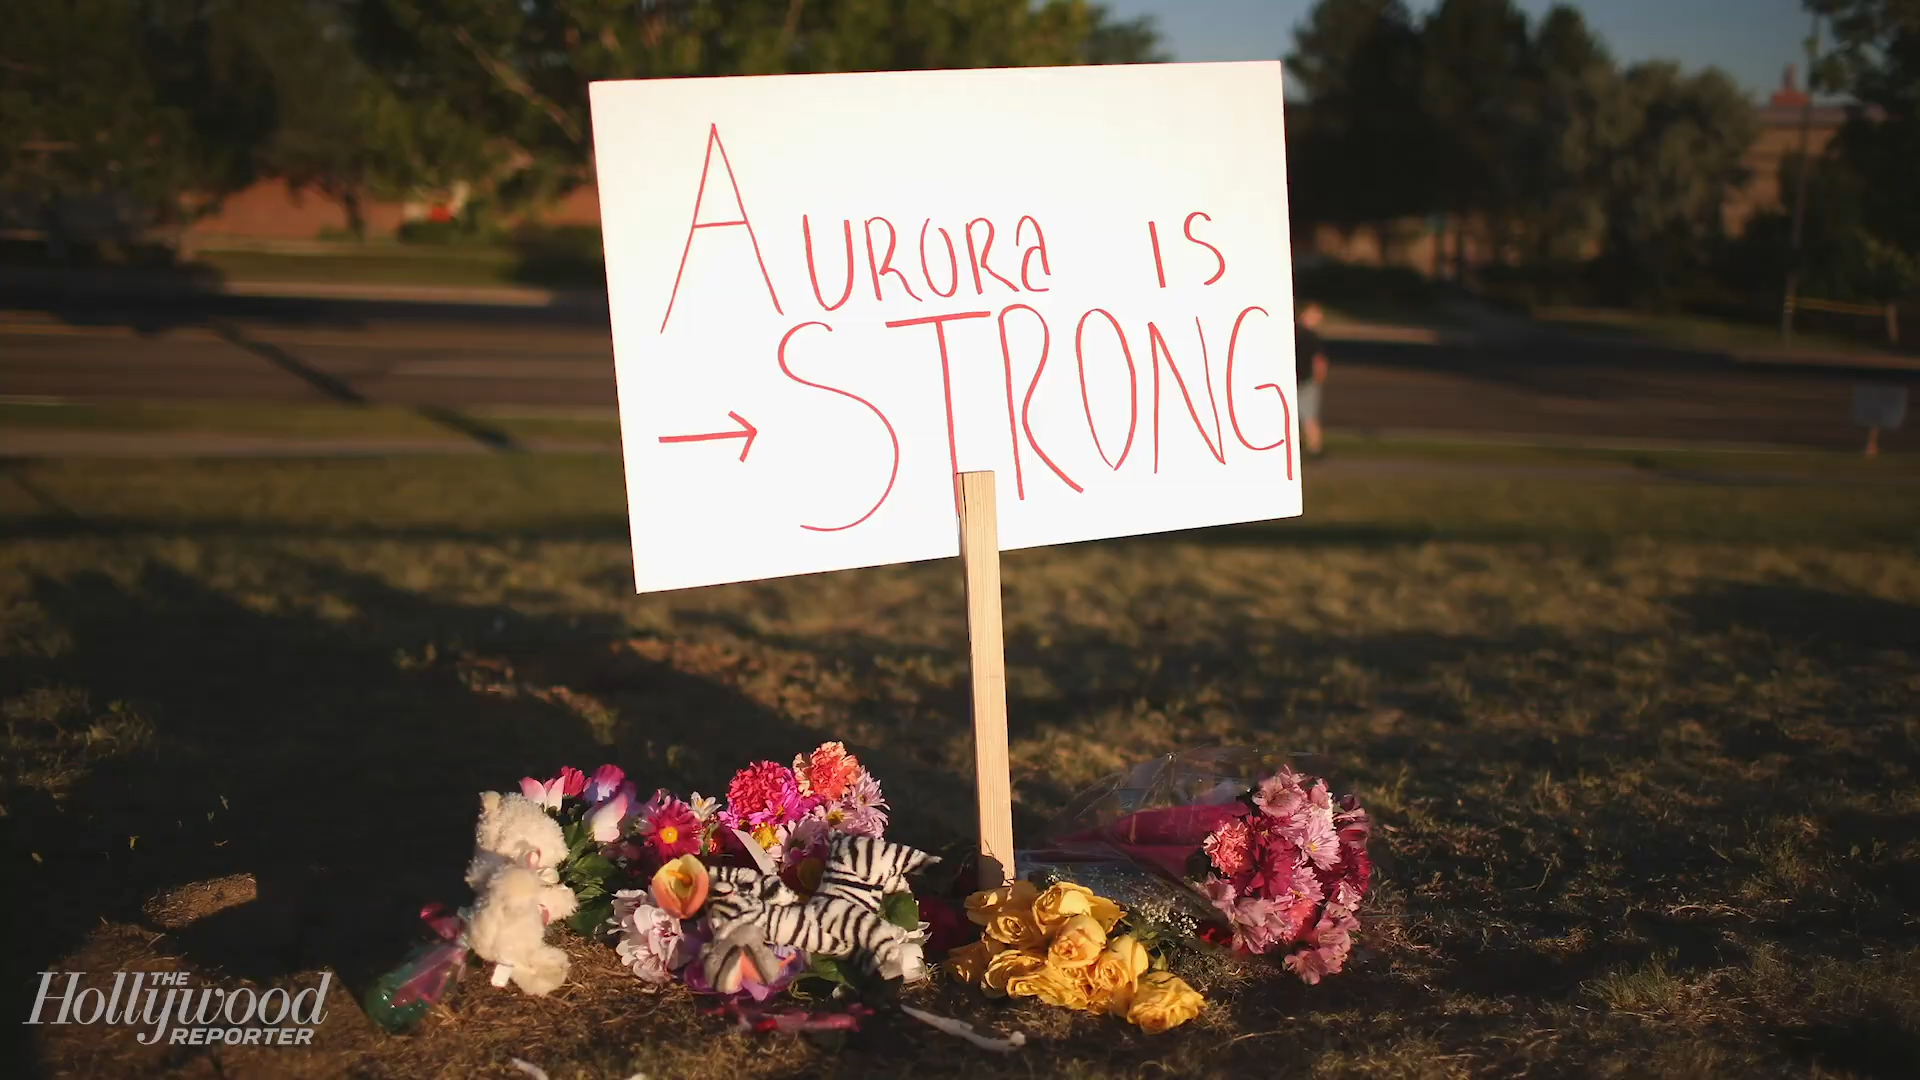 AURORa IS
→ STRONG
THE
Hollywood
REPORTER